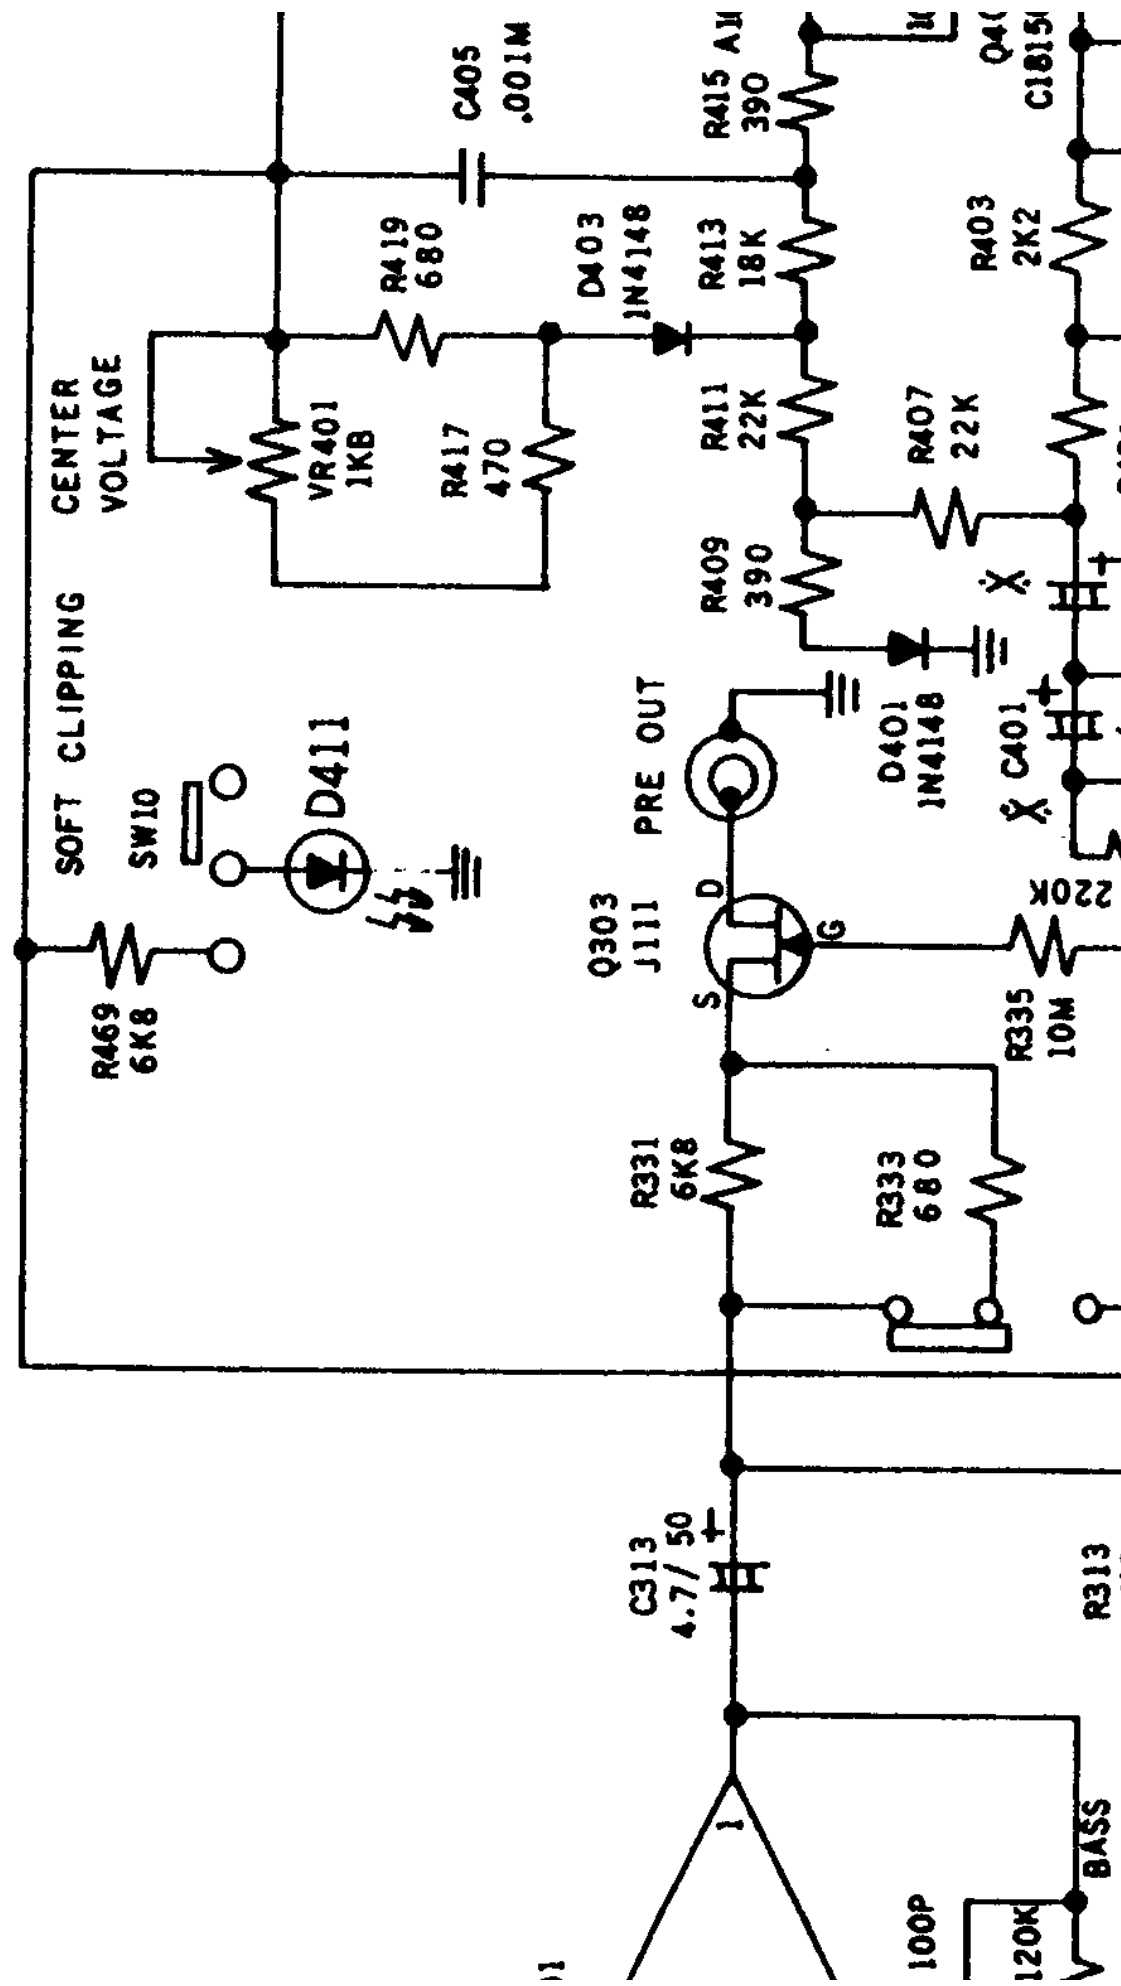 C405
.001M
R415
390
R419
680
D403
1N4148
R413
18K
R403
2K2
CENTER
VOLTAGE
VR401
1KB
R417
470
R411
22K
R407
22K
R409
390
SOFT CLIPPING
SW10
D411
PRE OUT
D401
1N4148
C401
+
+
220K
Q303
J111
D
G
S
R335
10M
R469
6K8
R331
6K8
R333
680
C313
4.7/50
+
R313
1
BASS
100P
120K
C1815